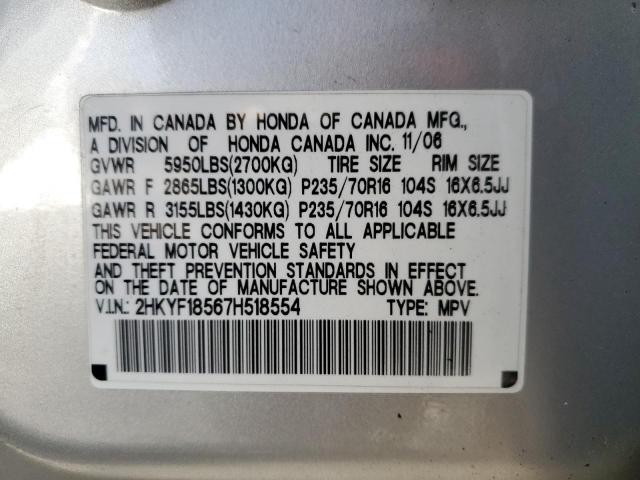 MFD. IN CANADA BY HONDA OF CANADA MFG.,
A DIVISION OF HONDA CANADA INC. 11/06
GVWR 5950LBS(2700KG) TIRE SIZE RIM SIZE
GAWR F 2865LBS(1300KG) P235/70R16 104S 16X6.5JJ
GAWR R 3155LBS(1430KG) P235/70R16 104S 16X6.5JJ
THIS VEHICLE CONFORMS TO ALL APPLICABLE
FEDERAL MOTOR VEHICLE SAFETY
AND THEFT PREVENTION STANDARDS IN EFFECT
ON THE DATE OF MANUFACTURE SHOWN ABOVE.
V.I.N.: 2HKYF18567H518554 TYPE: MPV